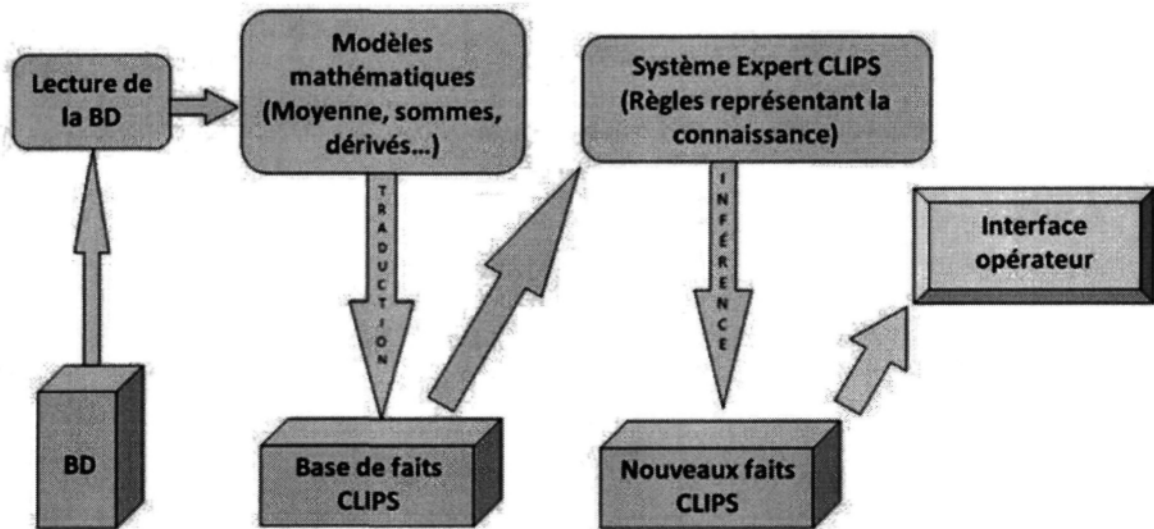 Lecture de
la BD
Modèles
mathématiques
(Moyenne, sommes,
dérivés...)
Système Expert CLIPS
(Règles représentant la
connaissance)
TRADUCTION
INFÉRENCE
Interface
opérateur
BD
Base de faits
CLIPS
Nouveaux faits
CLIPS